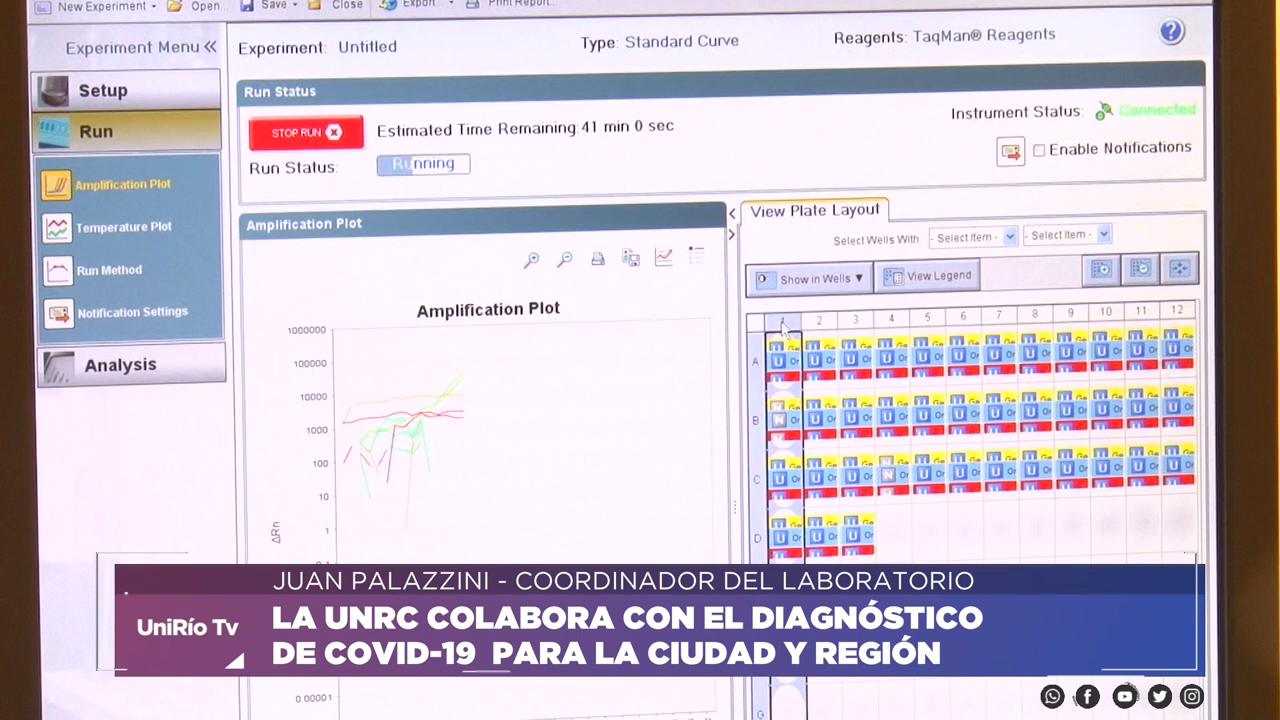 New Experiment Open... Save Close Export... Print Report...
Experiment Menu «
Experiment: Untitled
Type: Standard Curve
Reagents: TaqMan® Reagents
?
Setup
Run
Amplification Plot
Temperature Plot
Run Method
Notification Settings
Analysis
Run Status
STOP RUN
Estimated Time Remaining: 41 min 0 sec
Run Status:
Running
Instrument Status: Connected
Enable Notifications
Amplification Plot
View Plate Layout
Select Wells With: - Select Item - - Select Item -
Show in Wells ▼
View Legend
Amplification Plot
1000000
100000
10000
1000
100
10
1
ΔRn
0.00001
1 2 3 4 5 6 7 8 9 10 11 12
A U U U U U U U U U U U U
B N U U U U U U U U U U U
C U U U N U U U U U U U U
D U U U
G
JUAN PALAZZINI - COORDINADOR DEL LABORATORIO
UniRío Tv
LA UNRC COLABORA CON EL DIAGNÓSTICO
DE COVID-19 PARA LA CIUDAD Y REGIÓN